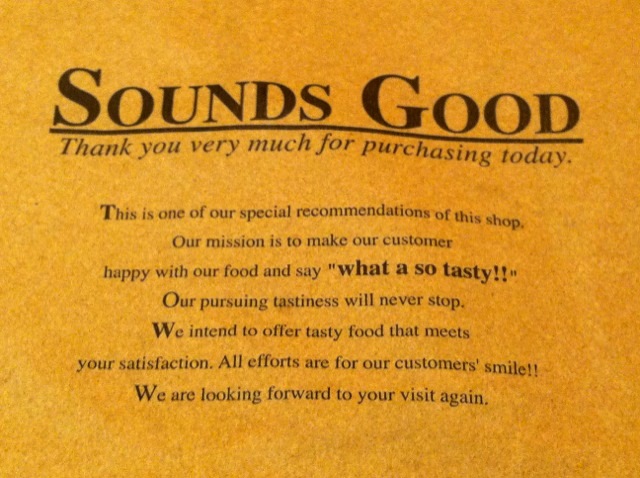 SOUNDS GOOD
Thank you very much for purchasing today.
This is one of our special recommendations of this shop.
Our mission is to make our customer
happy with our food and say "what a so tasty!!"
Our pursuing tastiness will never stop.
We intend to offer tasty food that meets
your satisfaction. All efforts are for our customers' smile!!
We are looking forward to your visit again.